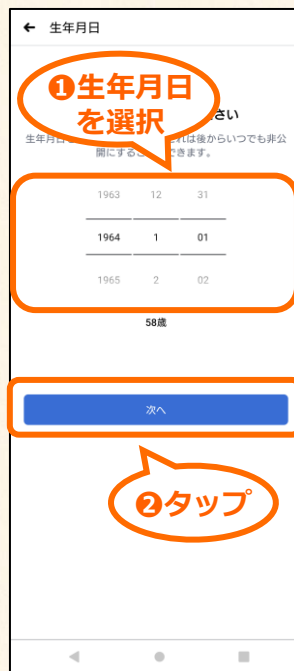 ← 生年月日
❶生年月日
を選択
さい
生年月日
は後からいつでも非公
開にする
できます。
1963 12 31
1964 1 01
1965 2 02
58歳
次へ
❷タップ